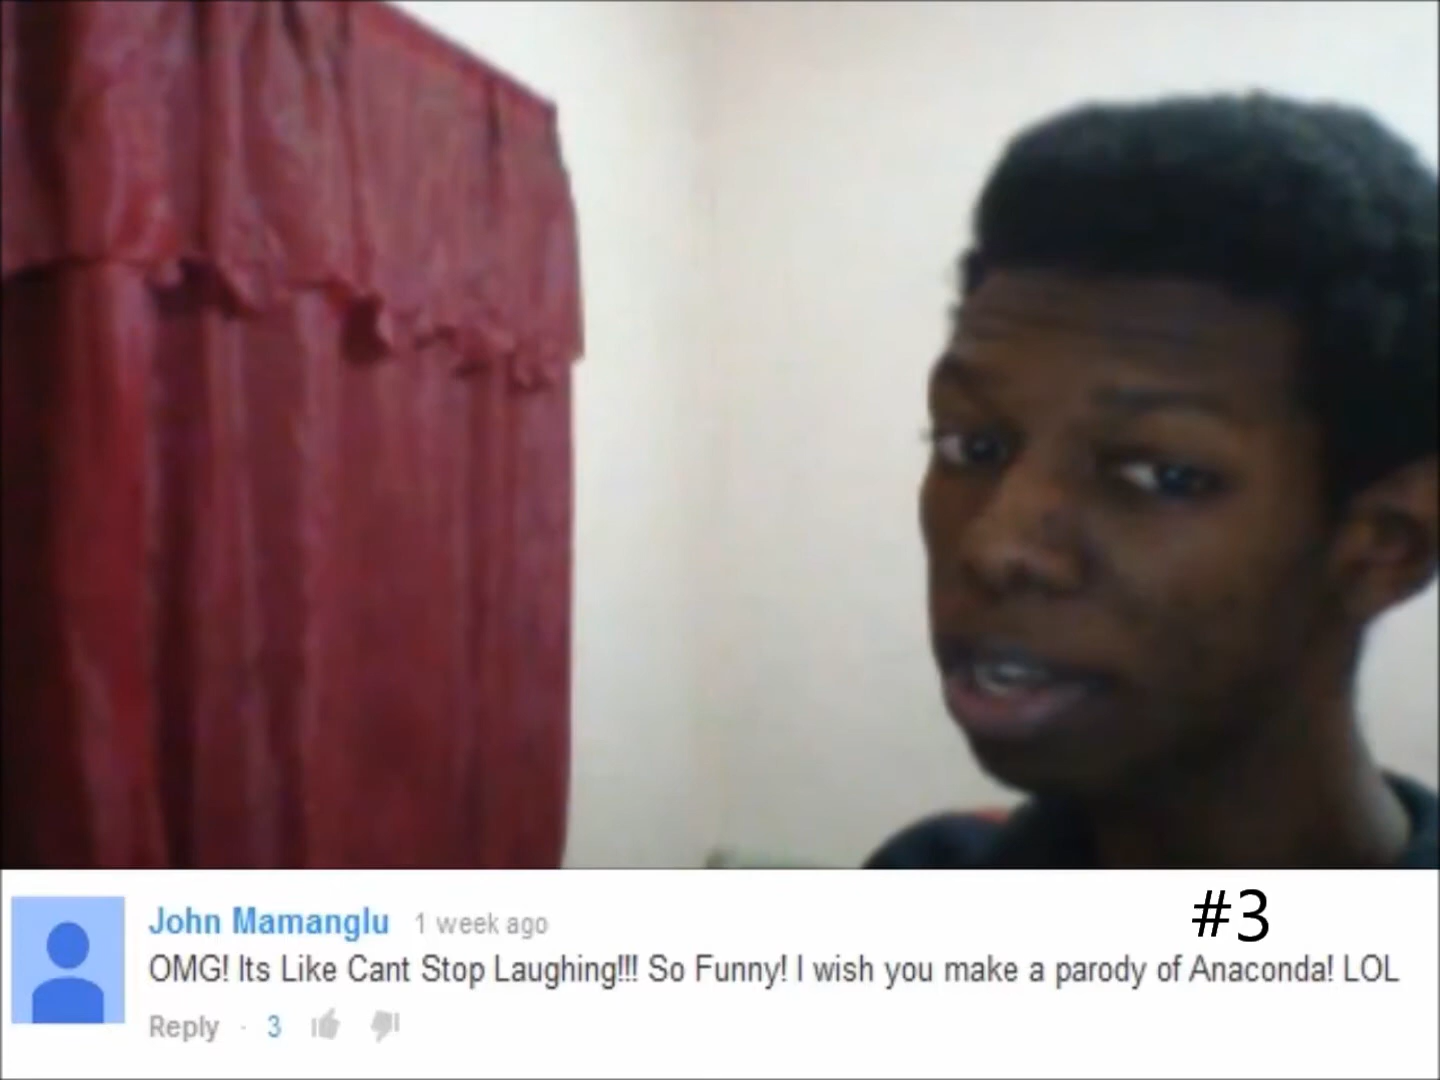 #3
John Mamanglu 1 week ago
OMG! Its Like Cant Stop Laughing!!! So Funny! I wish you make a parody of Anaconda! LOL
Reply · 3